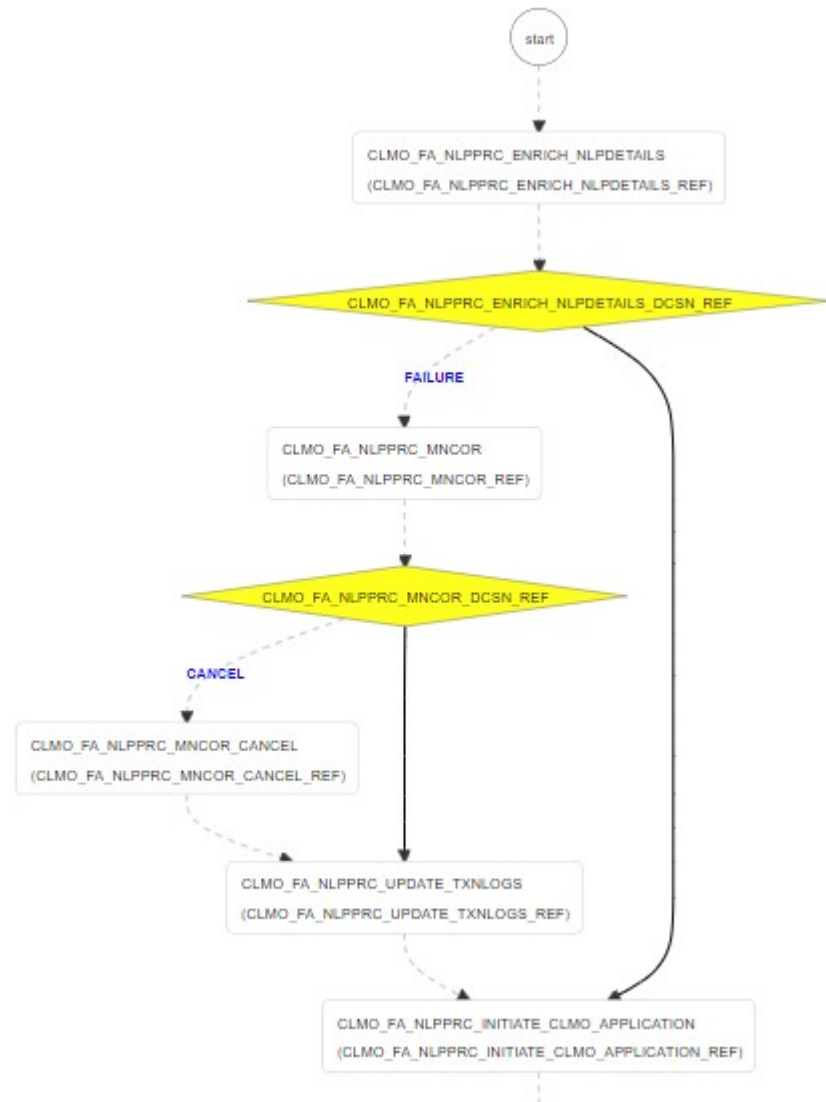 start
CLMO_FA_NLPPRC_ENRICH_NLPDETAILS
(CLMO_FA_NLPPRC_ENRICH_NLPDETAILS_REF)
CLMO_FA_NLPPRC_ENRICH_NLPDETAILS_DCSN_REF
FAILURE
CLMO_FA_NLPPRC_MNCOR
(CLMO_FA_NLPPRC_MNCOR_REF)
CLMO_FA_NLPPRC_MNCOR_DCSN_REF
CANCEL
CLMO_FA_NLPPRC_MNCOR_CANCEL
(CLMO_FA_NLPPRC_MNCOR_CANCEL_REF)
CLMO_FA_NLPPRC_UPDATE_TXNLOGS
(CLMO_FA_NLPPRC_UPDATE_TXNLOGS_REF)
CLMO_FA_NLPPRC_INITIATE_CLMO_APPLICATION
(CLMO_FA_NLPPRC_INITIATE_CLMO_APPLICATION_REF)